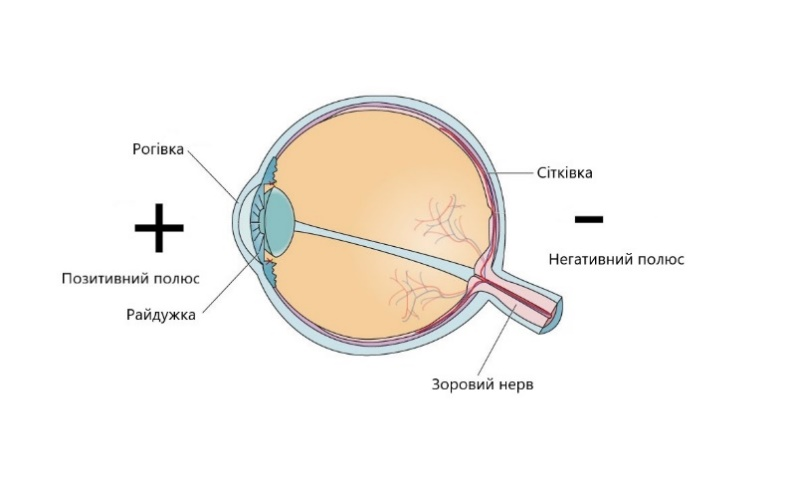 Рогівка
Сітківка
+
-
Негативний полюс
Позитивний полюс
Райдужка
Зоровий нерв